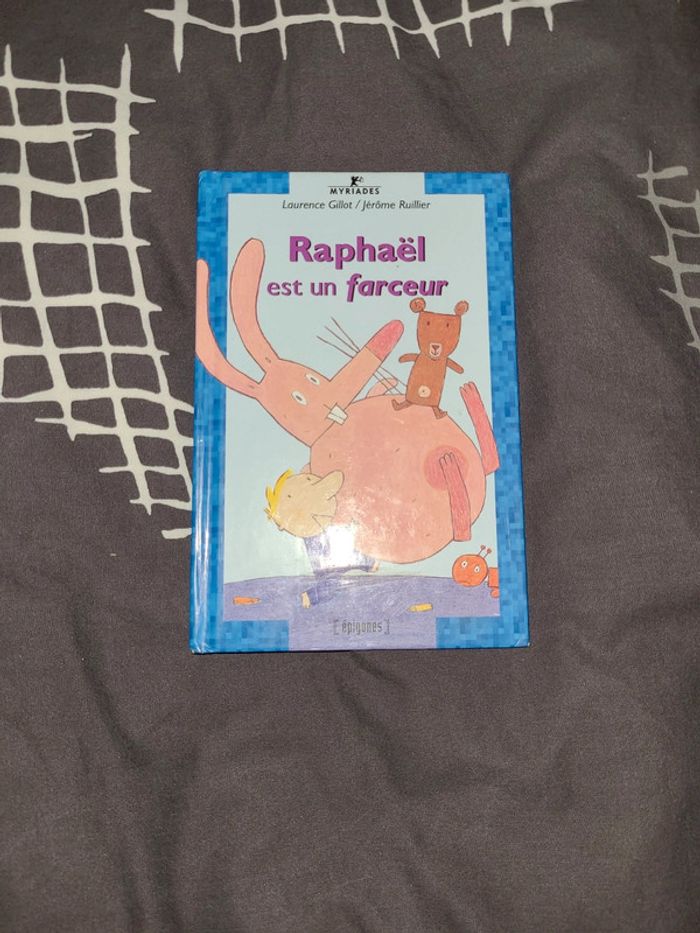 MYRIADES
Laurence Gillot / Jérôme Ruillier
Raphaël
est un farceur
[épigones]